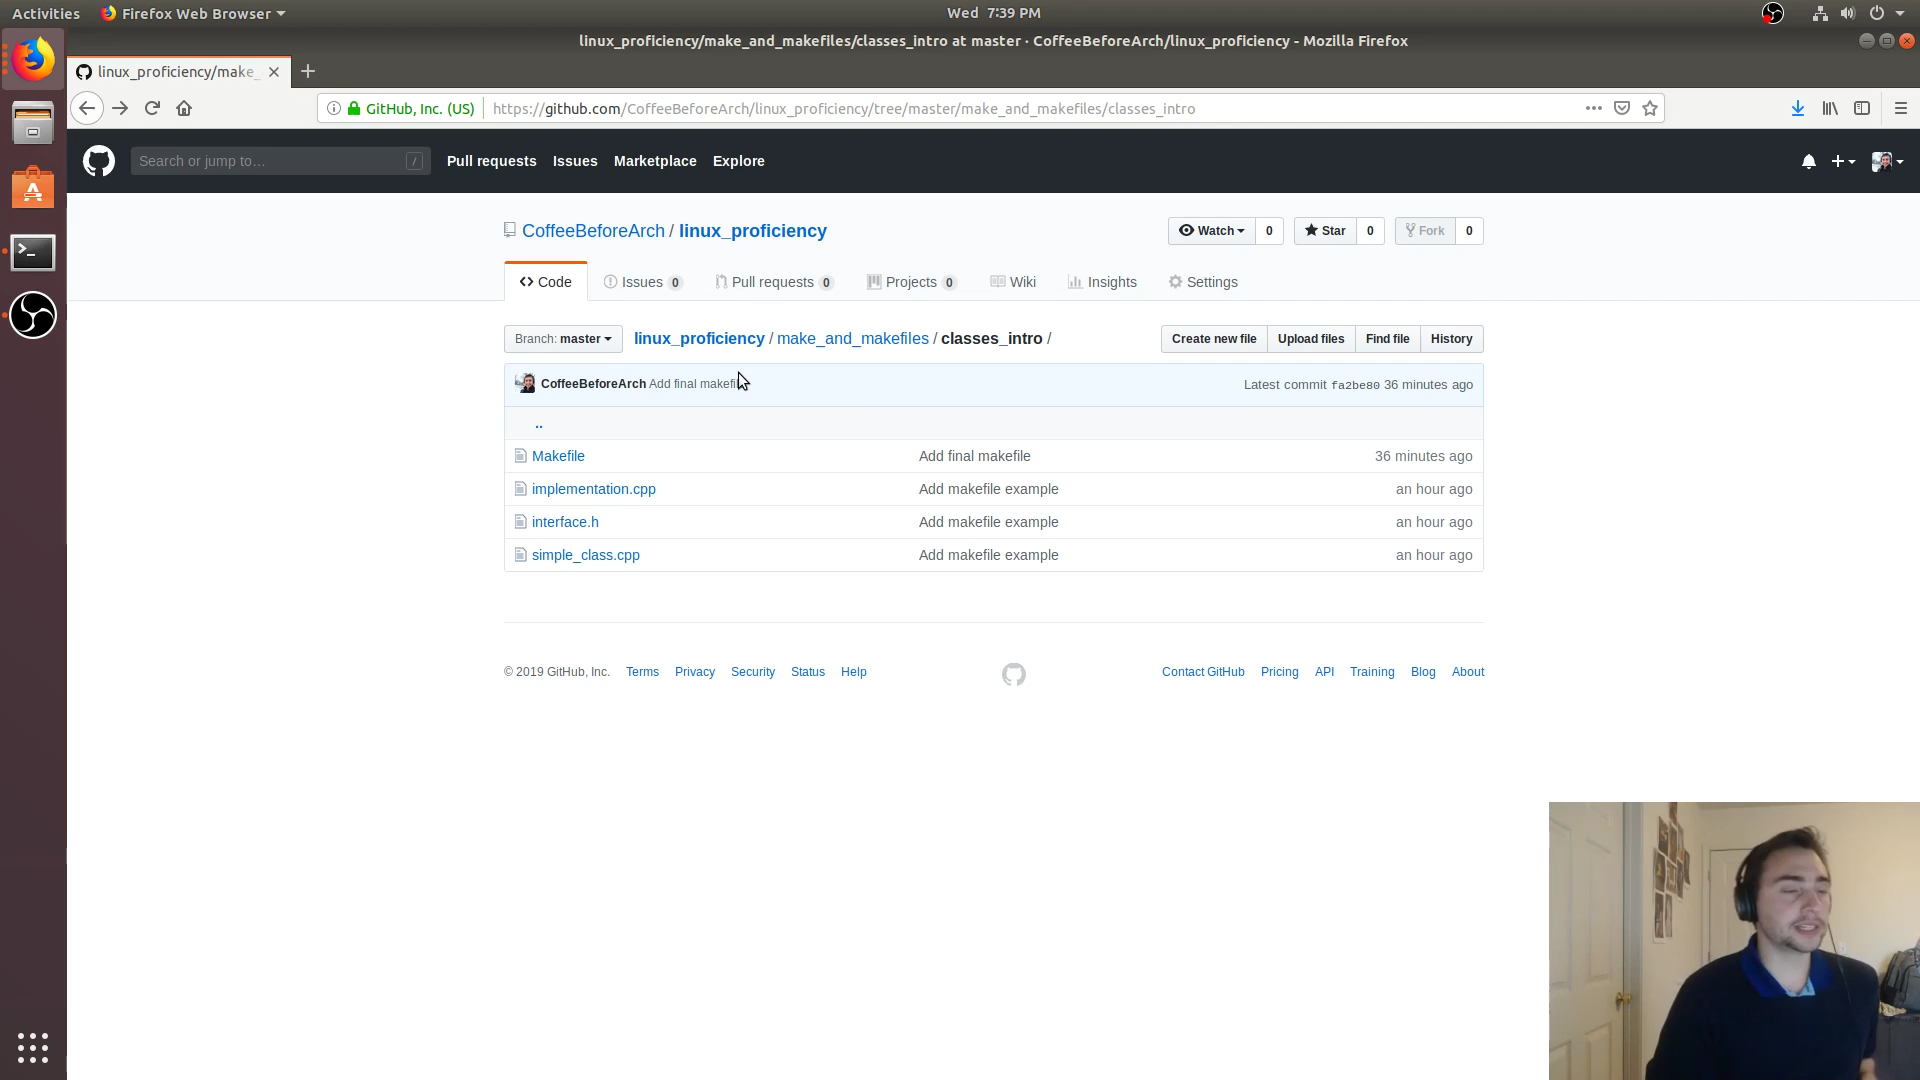 Activities Firefox Web Browser Wed 7:39 PM
linux_proficiency/make_and_makefiles/classes_intro at master · CoffeeBeforeArch/linux_proficiency - Mozilla Firefox
linux_proficiency/make_
GitHub, Inc. (US) https://github.com/CoffeeBeforeArch/linux_proficiency/tree/master/make_and_makefiles/classes_intro
Search or jump to… / Pull requests Issues Marketplace Explore
CoffeeBeforeArch / linux_proficiency Watch 0 Star 0 Fork 0
Code Issues 0 Pull requests 0 Projects 0 Wiki Insights Settings
Branch: master linux_proficiency / make_and_makefiles / classes_intro / Create new file Upload files Find file History
CoffeeBeforeArch Add final Latest commit fa2be80 36 minutes ago
..
Makefile Add final makefile 36 minutes ago
implementation.cpp Add makefile example an hour ago
interface.h Add makefile example an hour ago
simple_class.cpp Add makefile example an hour ago
© 2019 GitHub, Inc. Terms Privacy Security Status Help Contact GitHub Pricing API Training Blog About